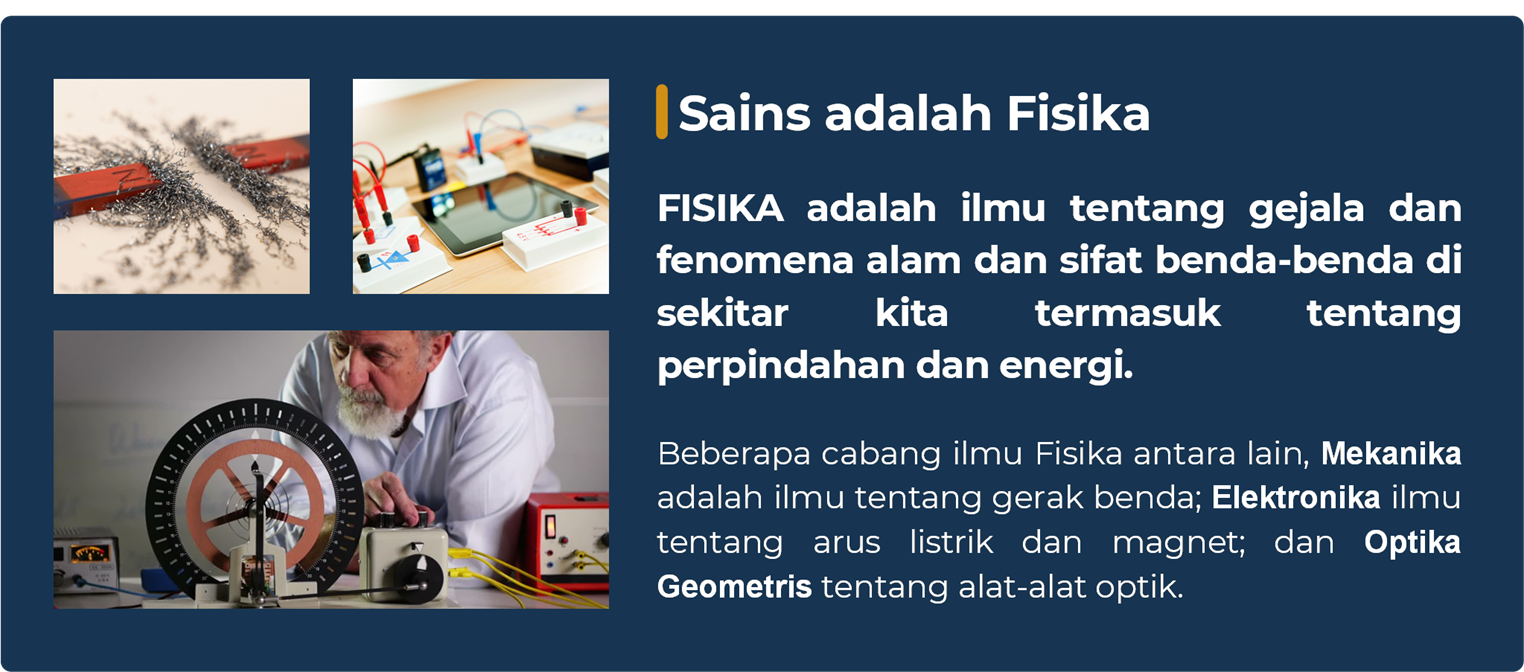 Sains adalah Fisika
FISIKA adalah ilmu tentang gejala dan
fenomena alam dan sifat benda-benda di
sekitar kita termasuk tentang
perpindahan dan energi.
Beberapa cabang ilmu Fisika antara lain, Mekanika
adalah ilmu tentang gerak benda; Elektronika ilmu
tentang arus listrik dan magnet; dan Optika
Geometris tentang alat-alat optik.
N